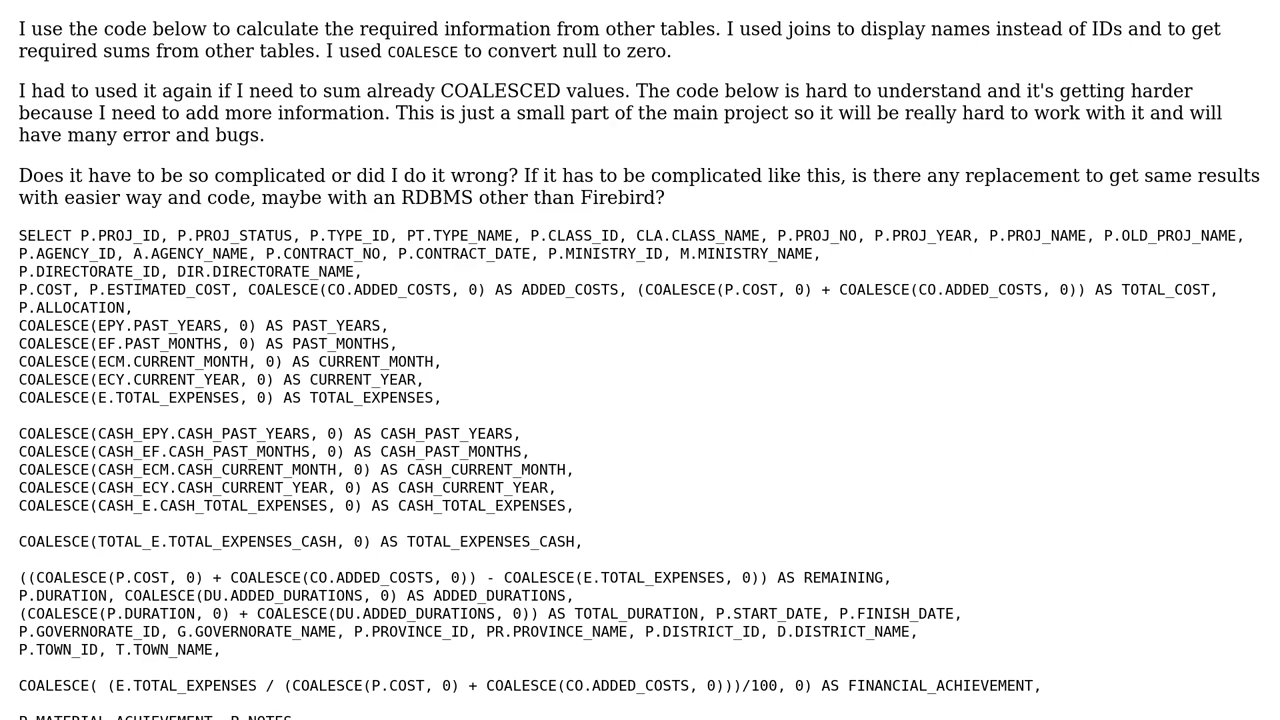 I use the code below to calculate the required information from other tables. I used joins to display names instead of IDs and to get
required sums from other tables. I used COALESCE to convert null to zero.
I had to used it again if I need to sum already COALESCED values. The code below is hard to understand and it's getting harder
because I need to add more information. This is just a small part of the main project so it will be really hard to work with it and will
have many error and bugs.
Does it have to be so complicated or did I do it wrong? If it has to be complicated like this, is there any replacement to get same results
with easier way and code, maybe with an RDBMS other than Firebird?
SELECT P.PROJ_ID, P.PROJ_STATUS, P.TYPE_ID, PT.TYPE_NAME, P.CLASS_ID, CLA.CLASS_NAME, P.PROJ_NO, P.PROJ_YEAR, P.PROJ_NAME, P.OLD_PROJ_NAME,
P.AGENCY_ID, A.AGENCY_NAME, P.CONTRACT_NO, P.CONTRACT_DATE, P.MINISTRY_ID, M.MINISTRY_NAME,
P.DIRECTORATE_ID, DIR.DIRECTORATE_NAME,
P.COST, P.ESTIMATED_COST, COALESCE(CO.ADDED_COSTS, 0) AS ADDED_COSTS, (COALESCE(P.COST, 0) + COALESCE(CO.ADDED_COSTS, 0)) AS TOTAL_COST,
P.ALLOCATION,
COALESCE(EPY.PAST_YEARS, 0) AS PAST_YEARS,
COALESCE(EF.PAST_MONTHS, 0) AS PAST_MONTHS,
COALESCE(ECM.CURRENT_MONTH, 0) AS CURRENT_MONTH,
COALESCE(ECY.CURRENT_YEAR, 0) AS CURRENT_YEAR,
COALESCE(E.TOTAL_EXPENSES, 0) AS TOTAL_EXPENSES,
COALESCE(CASH_EPY.CASH_PAST_YEARS, 0) AS CASH_PAST_YEARS,
COALESCE(CASH_EF.CASH_PAST_MONTHS, 0) AS CASH_PAST_MONTHS,
COALESCE(CASH_ECM.CASH_CURRENT_MONTH, 0) AS CASH_CURRENT_MONTH,
COALESCE(CASH_ECY.CASH_CURRENT_YEAR, 0) AS CASH_CURRENT_YEAR,
COALESCE(CASH_E.CASH_TOTAL_EXPENSES, 0) AS CASH_TOTAL_EXPENSES,
COALESCE(TOTAL_E.TOTAL_EXPENSES_CASH, 0) AS TOTAL_EXPENSES_CASH,
((COALESCE(P.COST, 0) + COALESCE(CO.ADDED_COSTS, 0)) - COALESCE(E.TOTAL_EXPENSES, 0)) AS REMAINING,
P.DURATION, COALESCE(DU.ADDED_DURATIONS, 0) AS ADDED_DURATIONS,
(COALESCE(P.DURATION, 0) + COALESCE(DU.ADDED_DURATIONS, 0)) AS TOTAL_DURATION, P.START_DATE, P.FINISH_DATE,
P.GOVERNORATE_ID, G.GOVERNORATE_NAME, P.PROVINCE_ID, PR.PROVINCE_NAME, P.DISTRICT_ID, D.DISTRICT_NAME,
P.TOWN_ID, T.TOWN_NAME,
COALESCE( (E.TOTAL_EXPENSES / (COALESCE(P.COST, 0) + COALESCE(CO.ADDED_COSTS, 0)))/100, 0) AS FINANCIAL_ACHIEVEMENT,
P.MATERIAL_ACHIEVEMENT, P.NOTES,